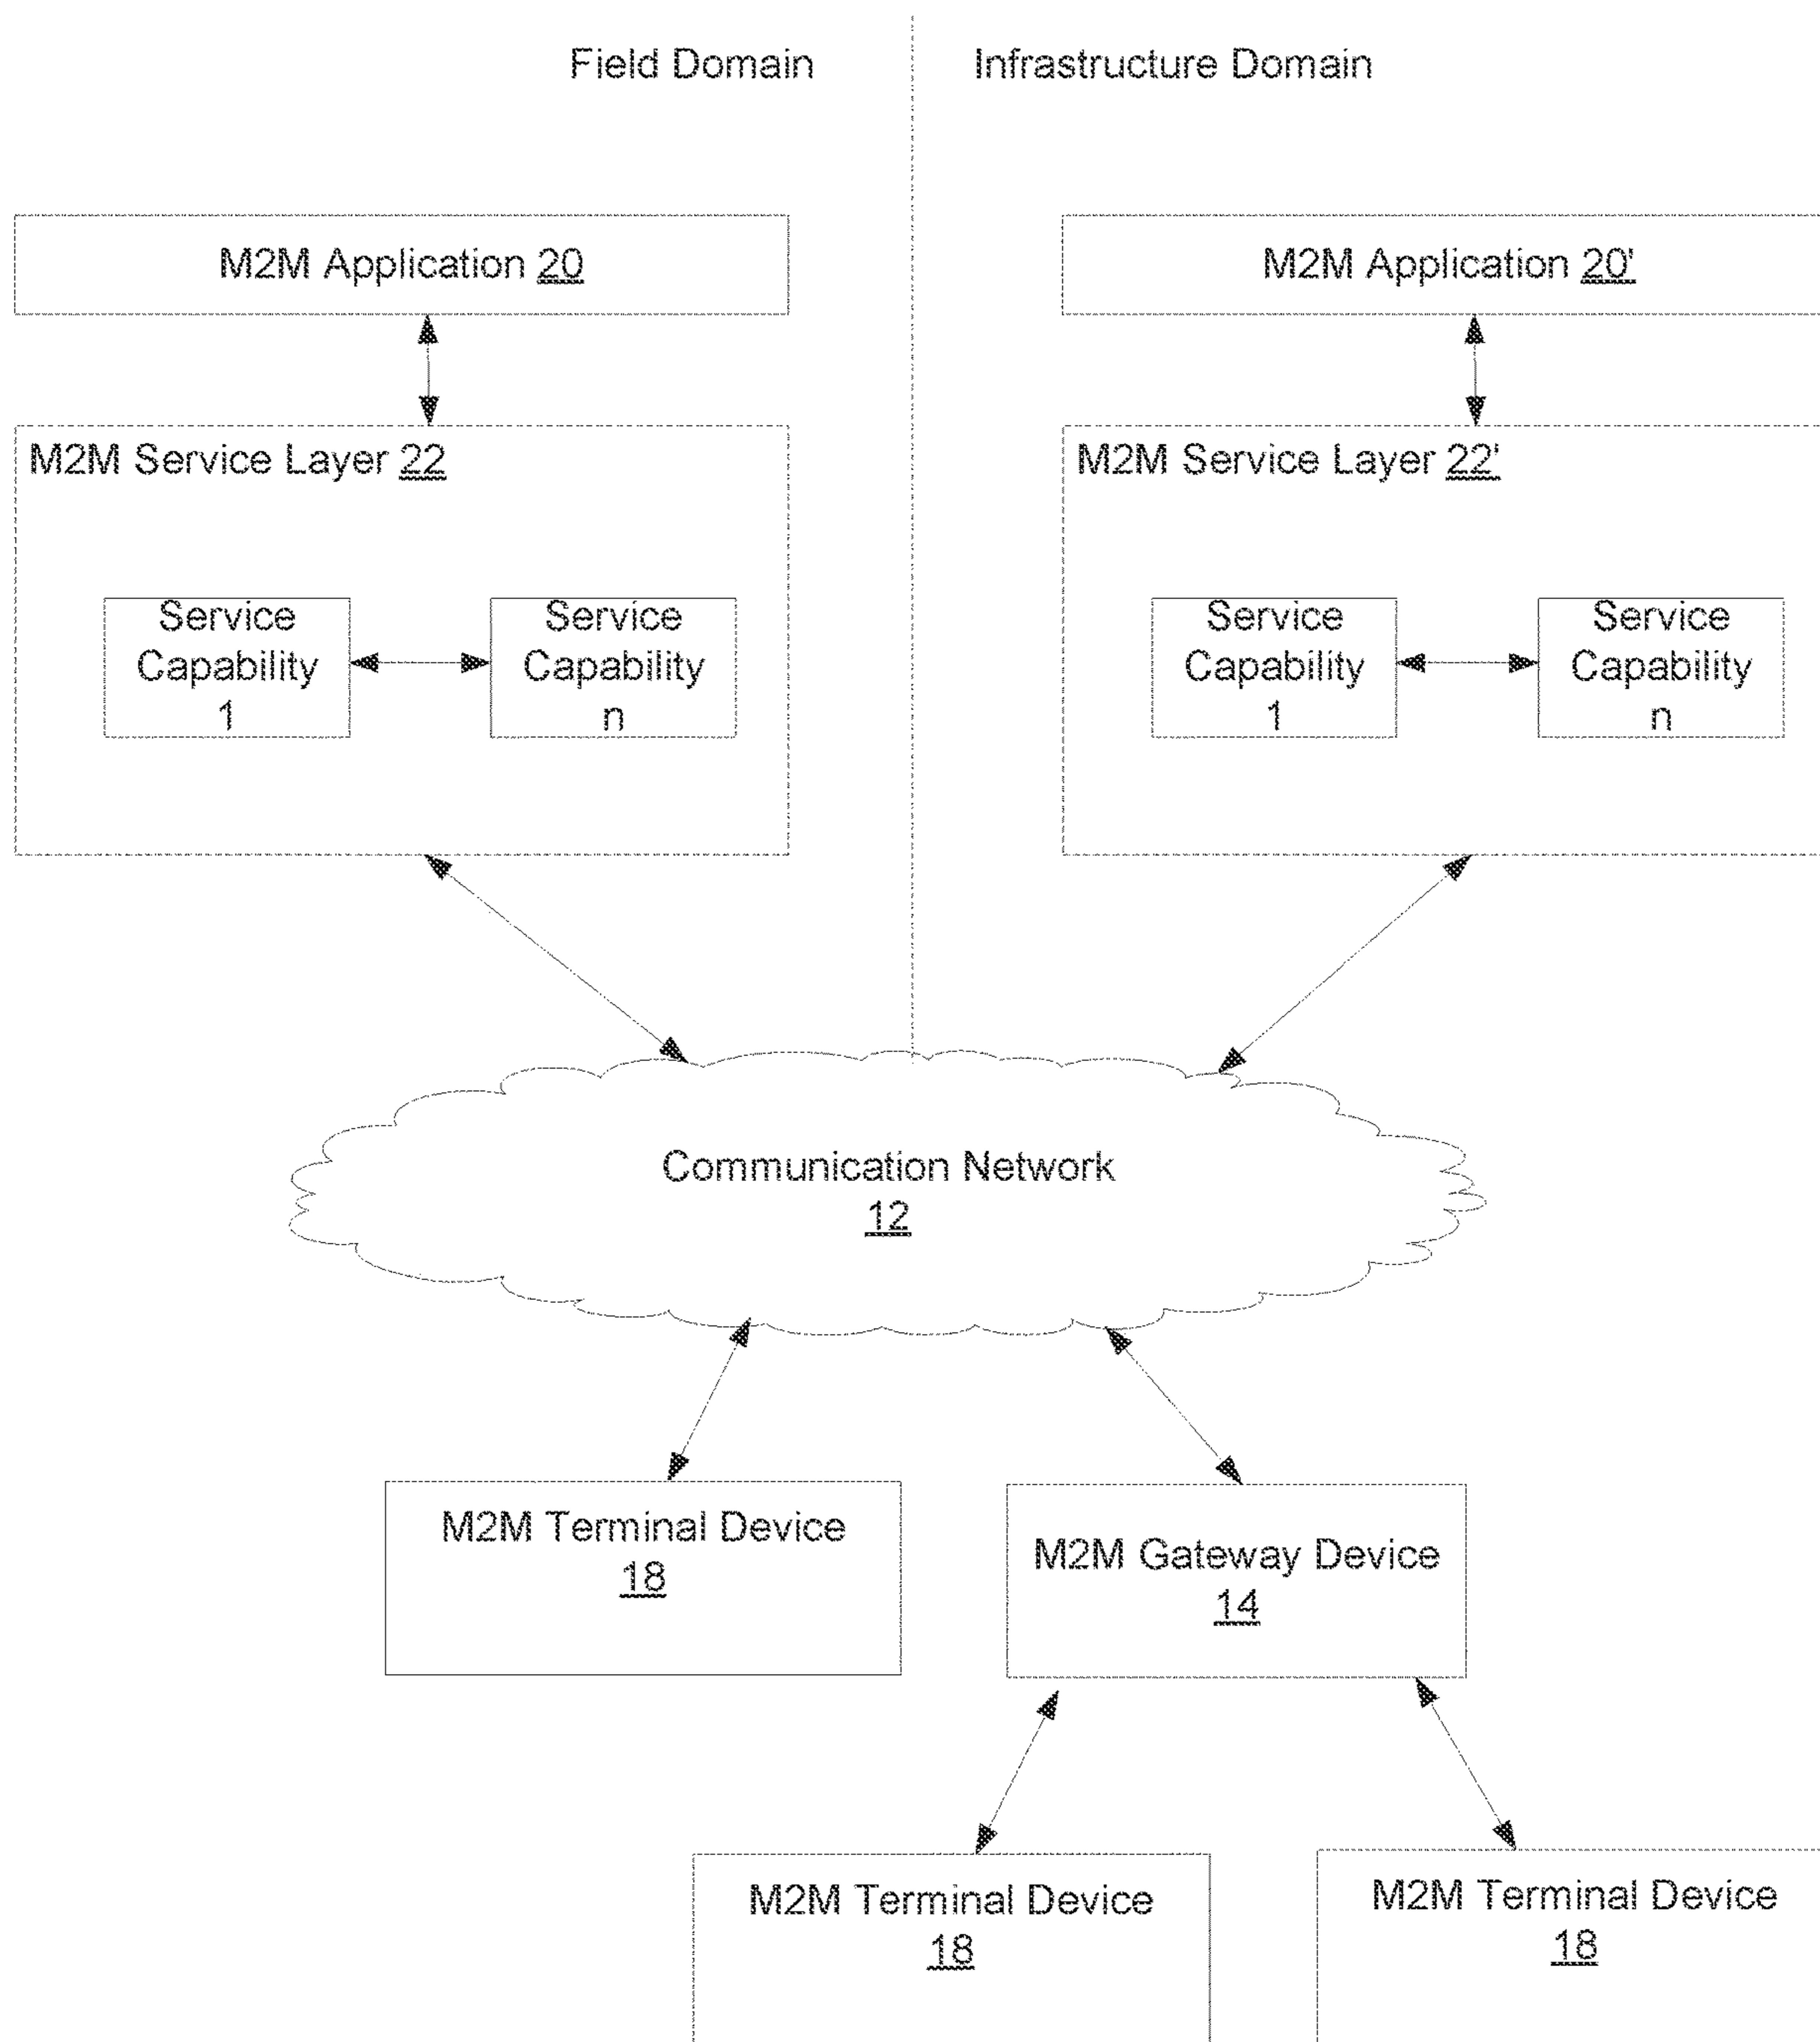 Field Domain
Infrastructure Domain
M2M Application 20
M2M Application 20'
M2M Service Layer 22
M2M Service Layer 22'
Service
Capability
1
Service
Capability
n
Service
Capability
1
Service
Capability
n
Communication Network
12
M2M Terminal Device
18
M2M Gateway Device
14
M2M Terminal Device
18
M2M Terminal Device
18